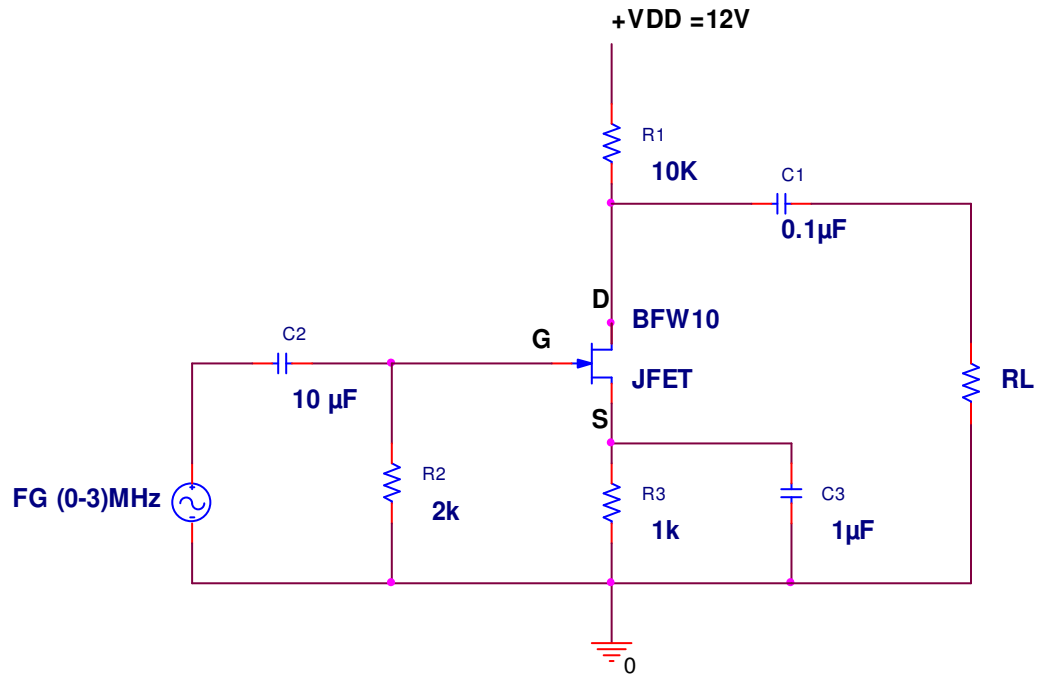 +VDD =12V
R1
10K
C1
0.1µF
D
BFW10
G
C2
10 µF
JFET
RL
S
R2
2k
FG (0-3)MHz
R3
1k
C3
1µF
0